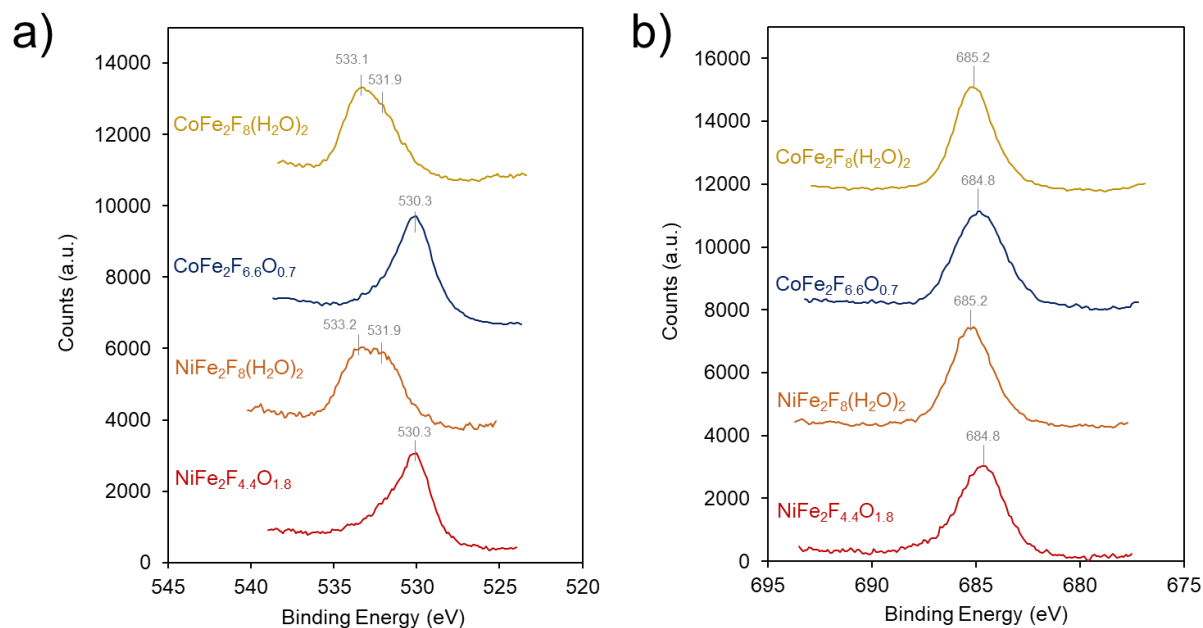 a)
14000
12000
10000
8000
6000
4000
2000
0
Counts (a.u.)
533.1
531.9
CoFe₂F₈(H₂O)₂
530.3
CoFe₂F₆.₆O₀.₇
533.2
531.9
NiFe₂F₈(H₂O)₂
530.3
NiFe₂F₄.₄O₁.₈
545 540 535 530 525 520
Binding Energy (eV)
b)
16000
14000
12000
10000
8000
6000
4000
2000
0
Counts (a.u.)
685.2
CoFe₂F₈(H₂O)₂
684.8
CoFe₂F₆.₆O₀.₇
685.2
NiFe₂F₈(H₂O)₂
684.8
NiFe₂F₄.₄O₁.₈
695 690 685 680 675
Binding Energy (eV)